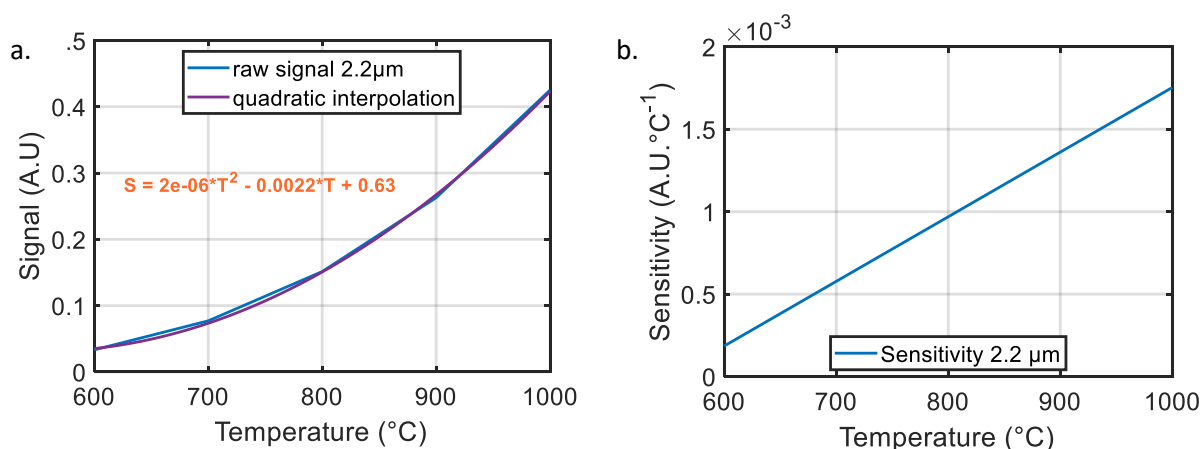 a.
.5
0.4
0.3
0.2
0.1
0
Signal (A.U)
raw signal 2.2µm
quadratic interpolation
S = 2e-06*T² - 0.0022*T + 0.63
600 700 800 900 1000
Temperature (°C)
b.
×10⁻³
2
1.5
1
0.5
0
Sensitivity (A.U.°C⁻¹)
Sensitivity 2.2 µm
600 700 800 900 1000
Temperature (°C)